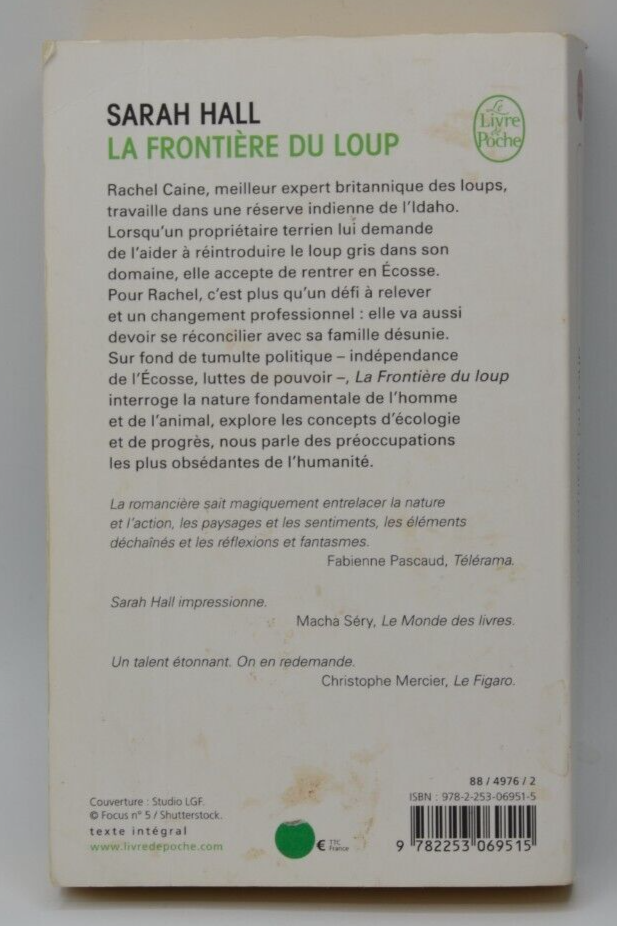 SARAH HALL
LA FRONTIÈRE DU LOUP
Le
Livre
de
Poche
Rachel Caine, meilleur expert britannique des loups,
travaille dans une réserve indienne de l'Idaho.
Lorsqu'un propriétaire terrien lui demande
de l'aider à réintroduire le loup gris dans son
domaine, elle accepte de rentrer en Écosse.
Pour Rachel, c'est plus qu'un défi à relever
et un changement professionnel : elle va aussi
devoir se réconcilier avec sa famille désunie.
Sur fond de tumulte politique – indépendance
de l'Écosse, luttes de pouvoir –, La Frontière du loup
interroge la nature fondamentale de l'homme
et de l'animal, explore les concepts d'écologie
et de progrès, nous parle des préoccupations
les plus obsédantes de l'humanité.
La romancière sait magiquement entrelacer la nature
et l'action, les paysages et les sentiments, les éléments
déchaînés et les réflexions et fantasmes.
Fabienne Pascaud, Télérama.
Sarah Hall impressionne.
Macha Séry, Le Monde des livres.
Un talent étonnant. On en redemande.
Christophe Mercier, Le Figaro.
Couverture : Studio LGF.
© Focus n° 5 / Shutterstock.
texte intégral
www.livredepoche.com
€ TTC
France
88 / 4976 / 2
ISBN : 978-2-253-06951-5
9 782253 069515